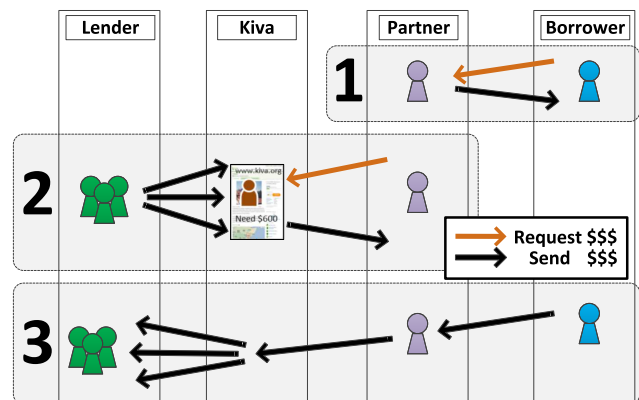 Lender
Kiva
Partner
Borrower
1
2
www.kiva.org
Need $600
Request $$$
Send $$$
3